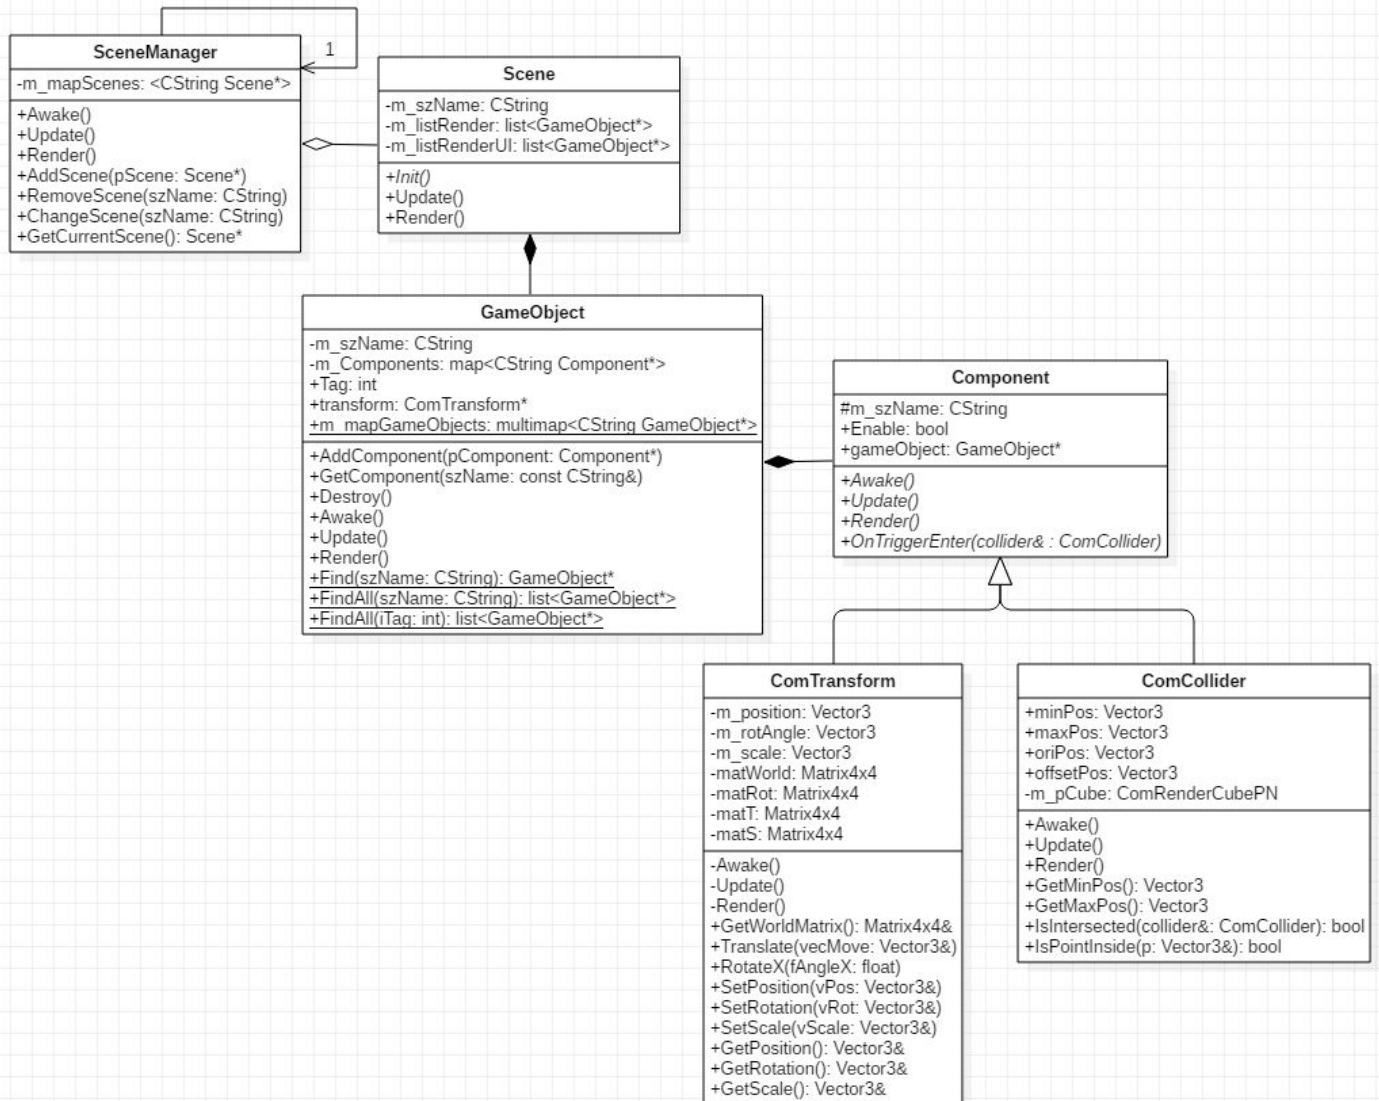 SceneManager
-m_mapScenes: <CString Scene*>
+Awake()
+Update()
+Render()
+AddScene(pScene: Scene*)
+RemoveScene(szName: CString)
+ChangeScene(szName: CString)
+GetCurrentScene(): Scene*
1
Scene
-m_szName: CString
-m_listRender: list<GameObject*>
-m_listRenderUI: list<GameObject*>
+Init()
+Update()
+Render()
GameObject
-m_szName: CString
-m_Components: map<CString Component*>
+Tag: int
+transform: ComTransform*
+m_mapGameObjects: multimap<CString GameObject*>
+AddComponent(pComponent: Component*)
+GetComponent(szName: const CString&)
+Destroy()
+Awake()
+Update()
+Render()
+Find(szName: CString): GameObject*
+FindAll(szName: CString): list<GameObject*>
+FindAll(iTag: int): list<GameObject*>
Component
#m_szName: CString
+Enable: bool
+gameObject: GameObject*
+Awake()
+Update()
+Render()
+OnTriggerEnter(collider& : ComCollider)
ComTransform
-m_position: Vector3
-m_rotAngle: Vector3
-m_scale: Vector3
-matWorld: Matrix4x4
-matRot: Matrix4x4
-matT: Matrix4x4
-matS: Matrix4x4
-Awake()
-Update()
-Render()
+GetWorldMatrix(): Matrix4x4&
+Translate(vecMove: Vector3&)
+RotateX(fAngleX: float)
+SetPosition(vPos: Vector3&)
+SetRotation(vRot: Vector3&)
+SetScale(vScale: Vector3&)
+GetPosition(): Vector3&
+GetRotation(): Vector3&
+GetScale(): Vector3&
ComCollider
+minPos: Vector3
+maxPos: Vector3
+oriPos: Vector3
+offsetPos: Vector3
-m_pCube: ComRenderCubePN
+Awake()
+Update()
+Render()
+GetMinPos(): Vector3
+GetMaxPos(): Vector3
+IsIntersected(collider&: ComCollider): bool
+IsPointInside(p: Vector3&): bool